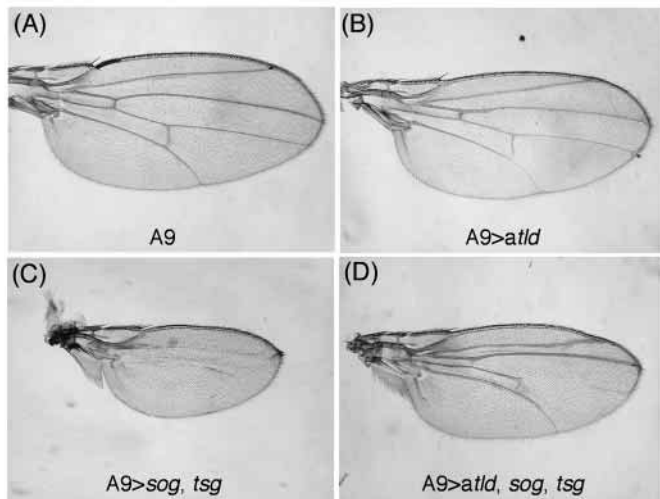 (A)
A9
(B)
A9>atld
(C)
A9>sog, tsg
(D)
A9>atld, sog, tsg